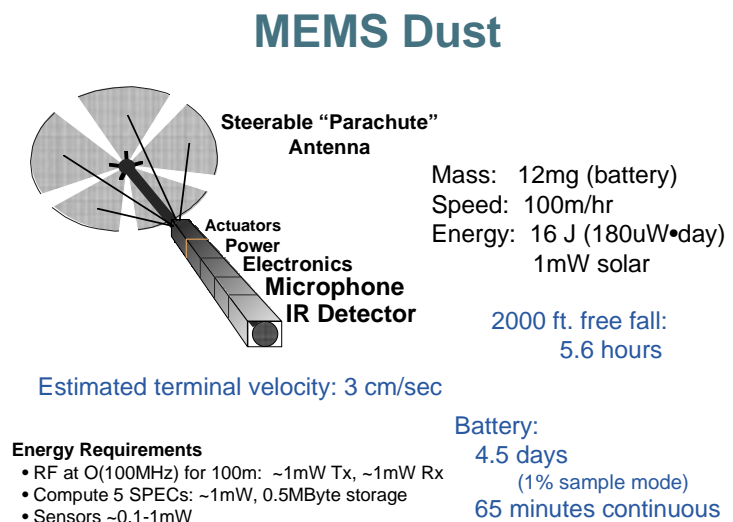 MEMS Dust
Steerable “Parachute”
Antenna
Actuators
Power
Electronics
Microphone
IR Detector
Mass: 12mg (battery)
Speed: 100m/hr
Energy: 16 J (180uW•day)
1mW solar
2000 ft. free fall:
5.6 hours
Estimated terminal velocity: 3 cm/sec
Energy Requirements
• RF at O(100MHz) for 100m: ~1mW Tx, ~1mW Rx
• Compute 5 SPECs: ~1mW, 0.5MByte storage
• Sensors ~0.1-1mW
Battery:
4.5 days
(1% sample mode)
65 minutes continuous